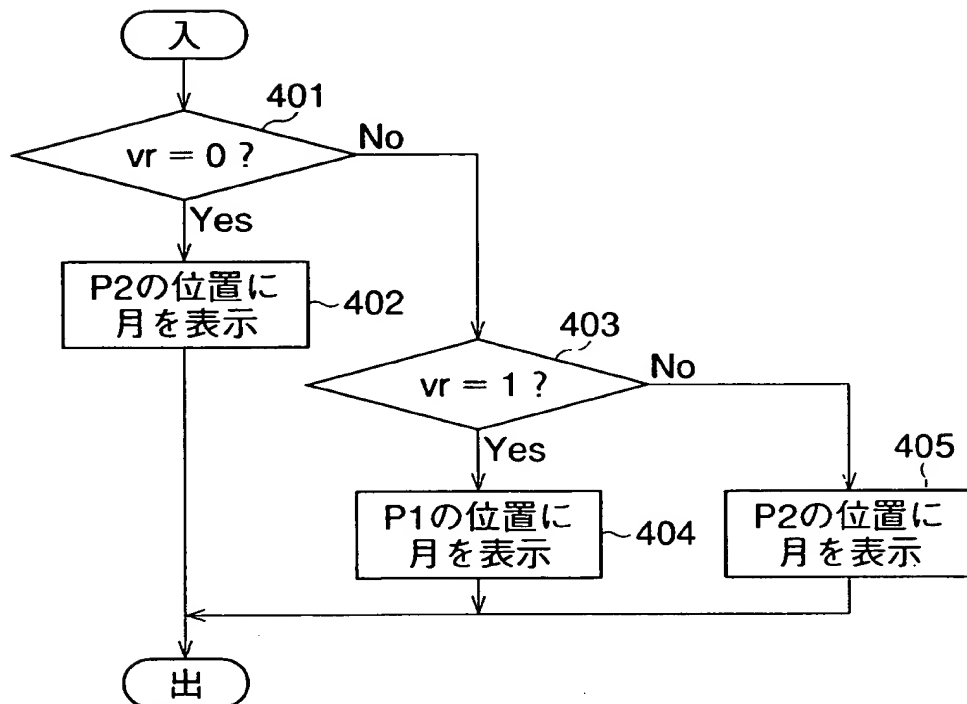 入
401
vr = 0 ?
No
Yes
P2の位置に
月を表示
402
403
vr = 1 ?
No
Yes
405
P1の位置に
月を表示
404
P2の位置に
月を表示
出